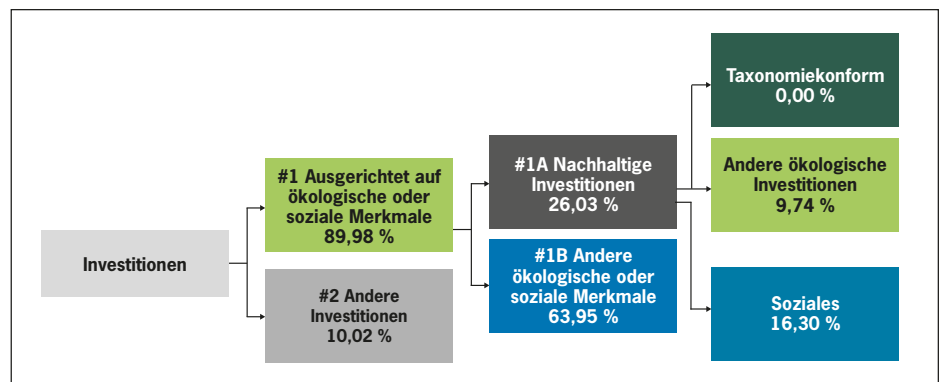 Investitionen
#1 Ausgerichtet auf
ökologische oder
soziale Merkmale
89,98 %
#2 Andere
Investitionen
10,02 %
#1A Nachhaltige
Investitionen
26,03 %
#1B Andere
ökologische oder
soziale Merkmale
63,95 %
Taxonomiekonform
0,00 %
Andere ökologische
Investitionen
9,74 %
Soziales
16,30 %